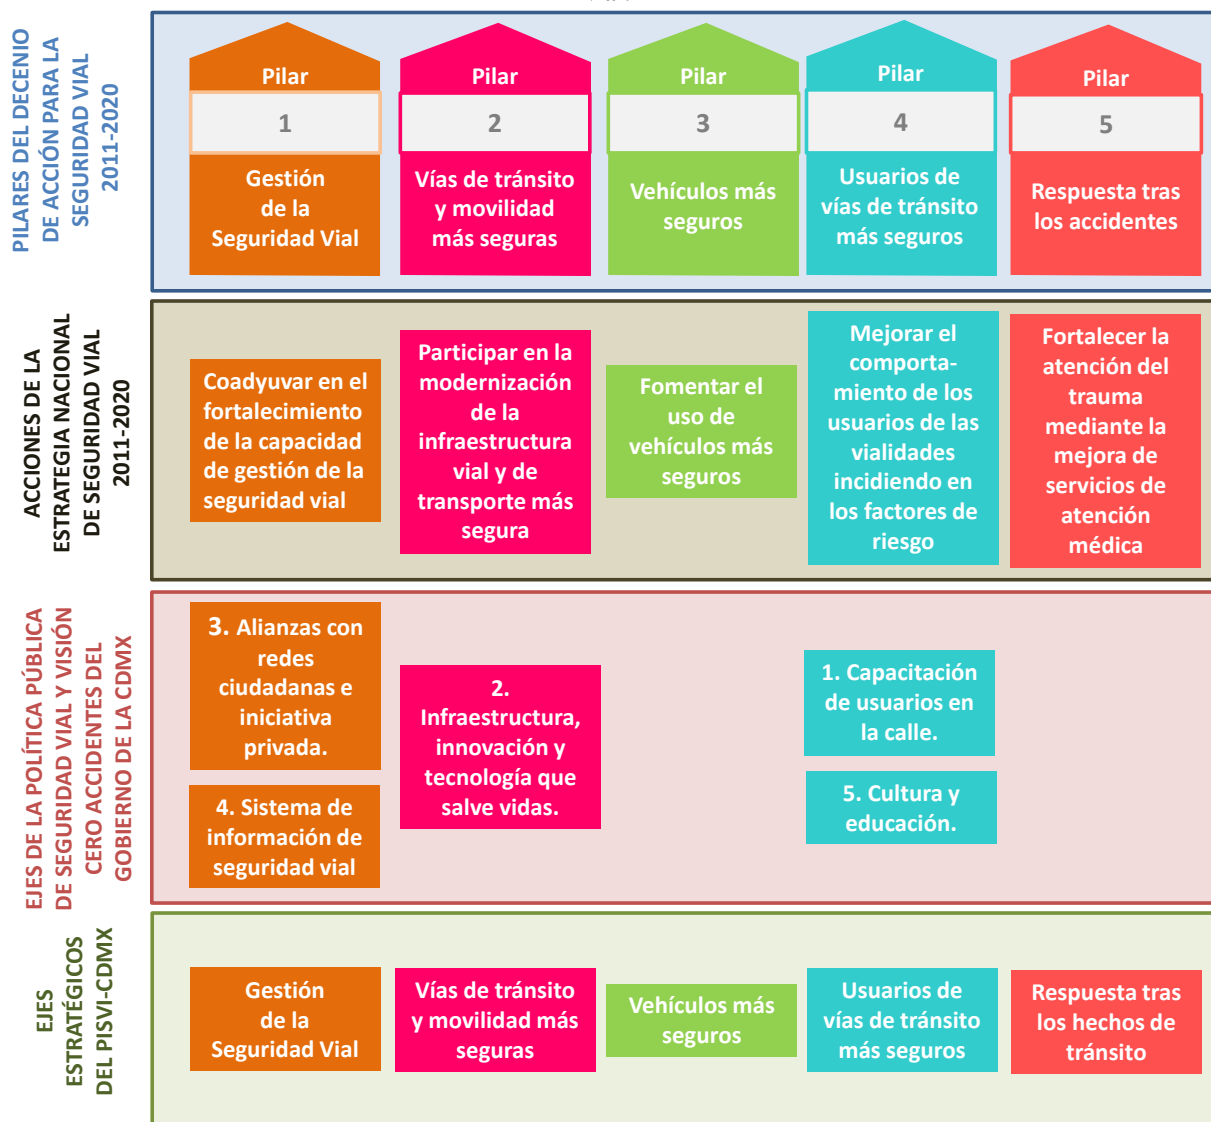 PILARES DEL DECENIO
DE ACCIÓN PARA LA
SEGURIDAD VIAL
2011-2020
Pilar
1
Gestión
de la
Seguridad Vial
Pilar
2
Vías de tránsito
y movilidad
más seguras
Pilar
3
Vehículos más
seguros
Pilar
4
Usuarios de
vías de tránsito
más seguros
Pilar
5
Respuesta tras
los accidentes
ACCIONES DE LA
ESTRATEGIA NACIONAL
DE SEGURIDAD VIAL
2011-2020
Coadyuvar en el
fortalecimiento
de la capacidad
de gestión de la
seguridad vial
Participar en la
modernización
de la
infraestructura
vial y de
transporte más
segura
Fomentar el
uso de
vehículos más
seguros
Mejorar el
comporta-
miento de los
usuarios de las
vialidades
incidiendo en
los factores de
riesgo
Fortalecer la
atención del
trauma
mediante la
mejora de
servicios de
atención
médica
EJES DE LA POLÍTICA PÚBLICA
DE SEGURIDAD VIAL Y VISIÓN
CERO ACCIDENTES DEL
GOBIERNO DE LA CDMX
3. Alianzas con
redes
ciudadanas e
iniciativa
privada.
4. Sistema de
información de
seguridad vial
2.
Infraestructura,
innovación y
tecnología que
salve vidas.
1. Capacitación
de usuarios en
la calle.
5. Cultura y
educación.
EJES
ESTRATÉGICOS
DEL PISVI-CDMX
Gestión
de la
Seguridad Vial
Vías de tránsito
y movilidad más
seguras
Vehículos más
seguros
Usuarios de
vías de tránsito
más seguros
Respuesta tras
los hechos de
tránsito